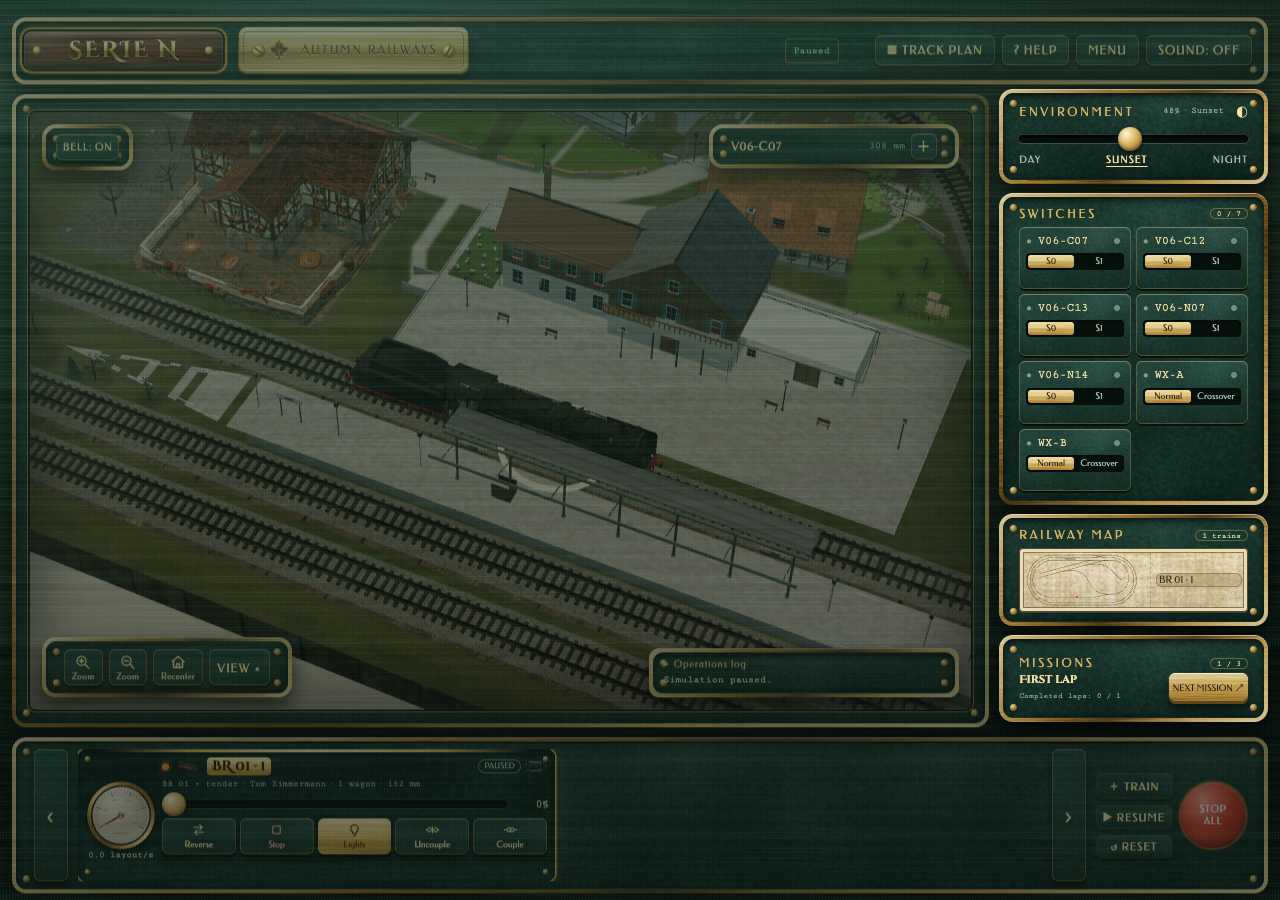 SERIE N
AUTUMN RAILWAYS
Paused
TRACK PLAN
? HELP
MENU
SOUND: OFF
BELL: ON
V06-C07
308 mm
+
ENVIRONMENT
48% · Sunset
DAY
SUNSET
NIGHT
SWITCHES
0 / 7
V06-C07
S0
S1
V06-C12
S0
S1
V06-C13
S0
S1
V06-N07
S0
S1
V06-N14
S0
S1
WX-A
Normal
Crossover
WX-B
Normal
Crossover
RAILWAY MAP
1 trains
BR 01 · 1
MISSIONS
1 / 3
FIRST LAP
Completed laps: 0 / 1
NEXT MISSION ↗
Zoom
Zoom
Recenter
VIEW ▴
Operations log
Simulation paused.
BR 01 · 1
PAUSED
BR 01 + tender · Tom Zimmermann · 1 wagon · 152 mm
0%
0.0 layout/s
Reverse
Stop
Lights
Uncouple
Couple
+ TRAIN
▶ RESUME
↺ RESET
STOP
ALL